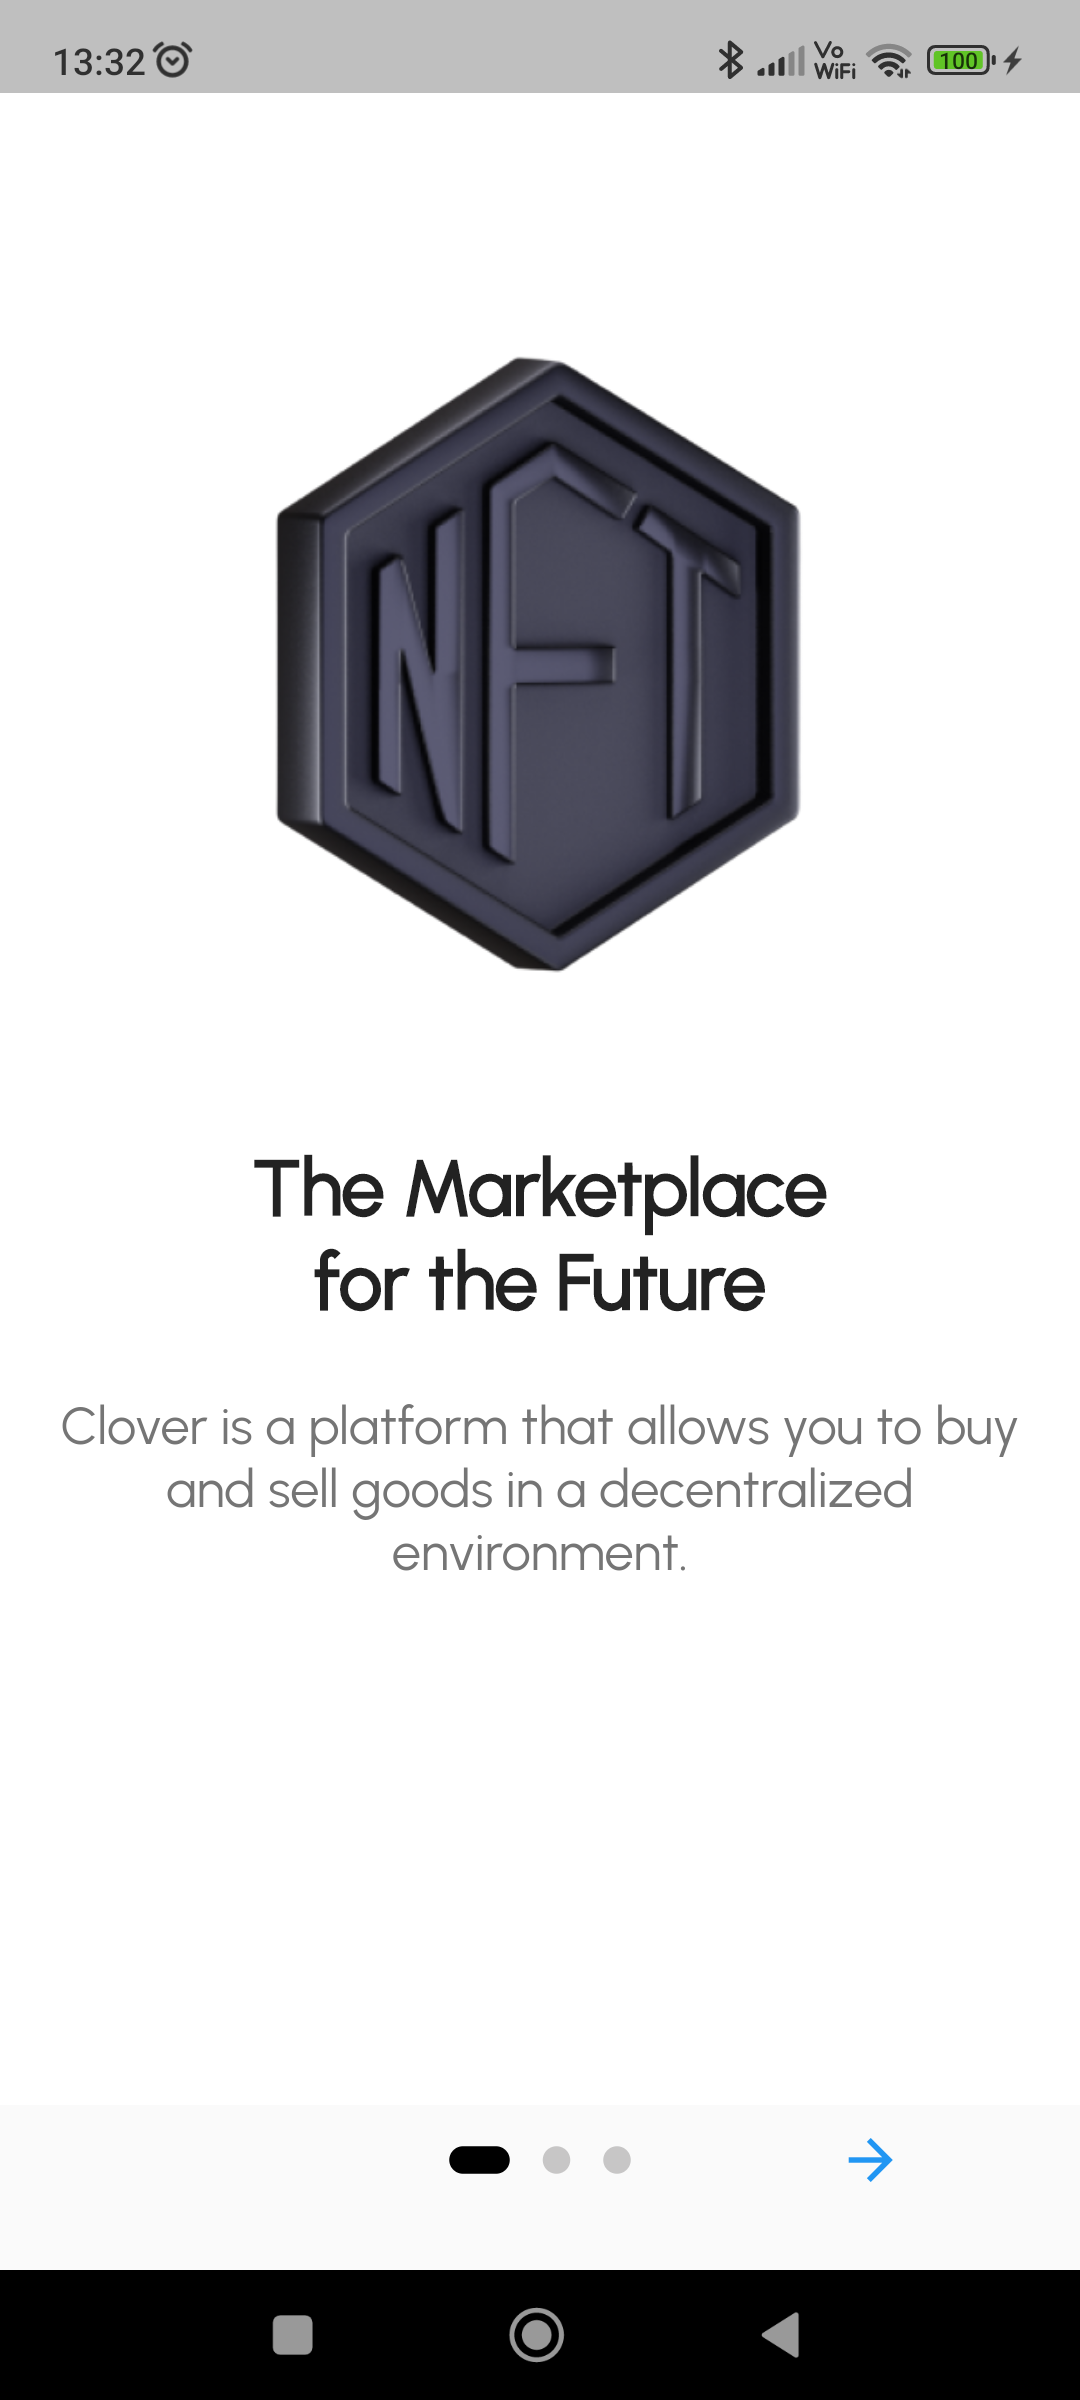 13:32
Vo
WiFi
100
NFT
The Marketplace
for the Future
Clover is a platform that allows you to buy
and sell goods in a decentralized
environment.